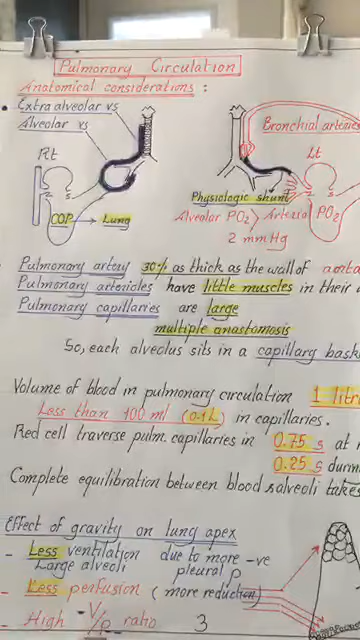 Pulmonary Circulation
Anatomical considerations :
Extra alveolar vs
Alveolar vs
Bronchial arteries
Rt
Lt
Physiologic shunt
COP → Lung
Alveolar PO2 > Arterial PO2
2 mmHg
Pulmonary artery 30% as thick as the wall of aorta
Pulmonary arterioles have little muscles in their
Pulmonary capillaries are large
multiple anastomosis
So, each alveolus sits in a capillary bask
Volume of blood in pulmonary circulation 1 litr
Less than 100 ml (0.1L) in capillaries.
Red cell traverse pulm. capillaries in 0.75 s at
0.25 s durin
Complete equilibration between blood & alveoli takes
Effect of gravity on lung apex
- Less ventilation due to more -ve
Large alveoli pleural p
- Less perfusion (more reduction)
- High V/P ratio 3